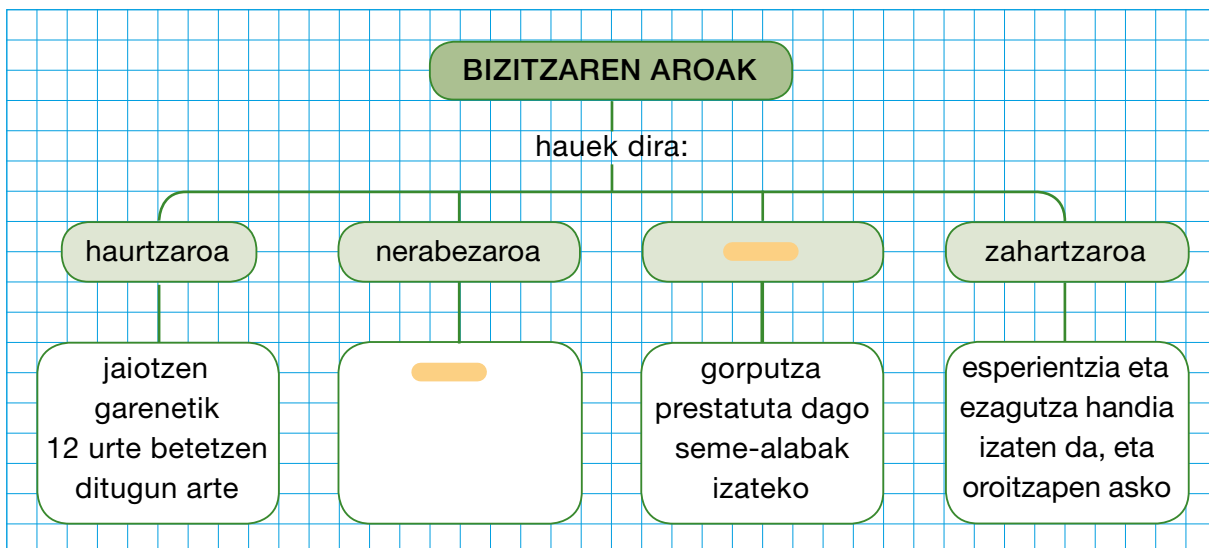 BIZITZAREN AROAK
hauek dira:
haurtzaroa
nerabezaroa
zahartzaroa
jaiotzen
garenetik
12 urte betetzen
ditugun arte
gorputza
prestatuta dago
seme-alabak
izateko
esperientzia eta
ezagutza handia
izaten da, eta
oroitzapen asko